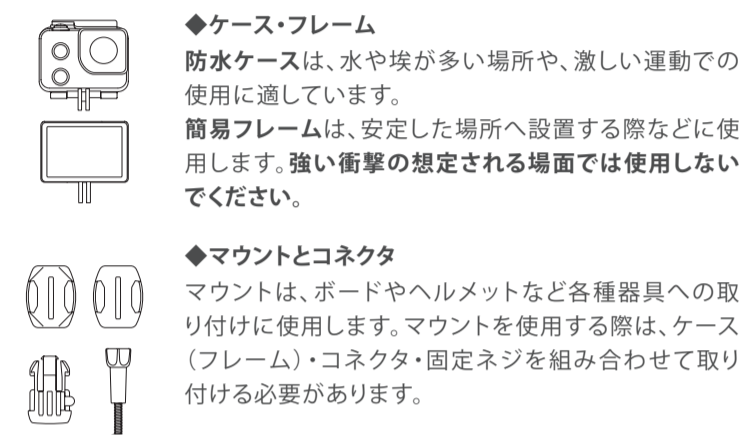 ◆ケース・フレーム
防水ケースは、水や埃が多い場所や、激しい運動での
使用に適しています。
簡易フレームは、安定した場所へ設置する際などに使
用します。強い衝撃の想定される場面では使用しない
でください。
◆マウントとコネクタ
マウントは、ボードやヘルメットなど各種器具への取
り付けに使用します。マウントを使用する際は、ケース
（フレーム）・コネクタ・固定ネジを組み合わせて取り
付ける必要があります。